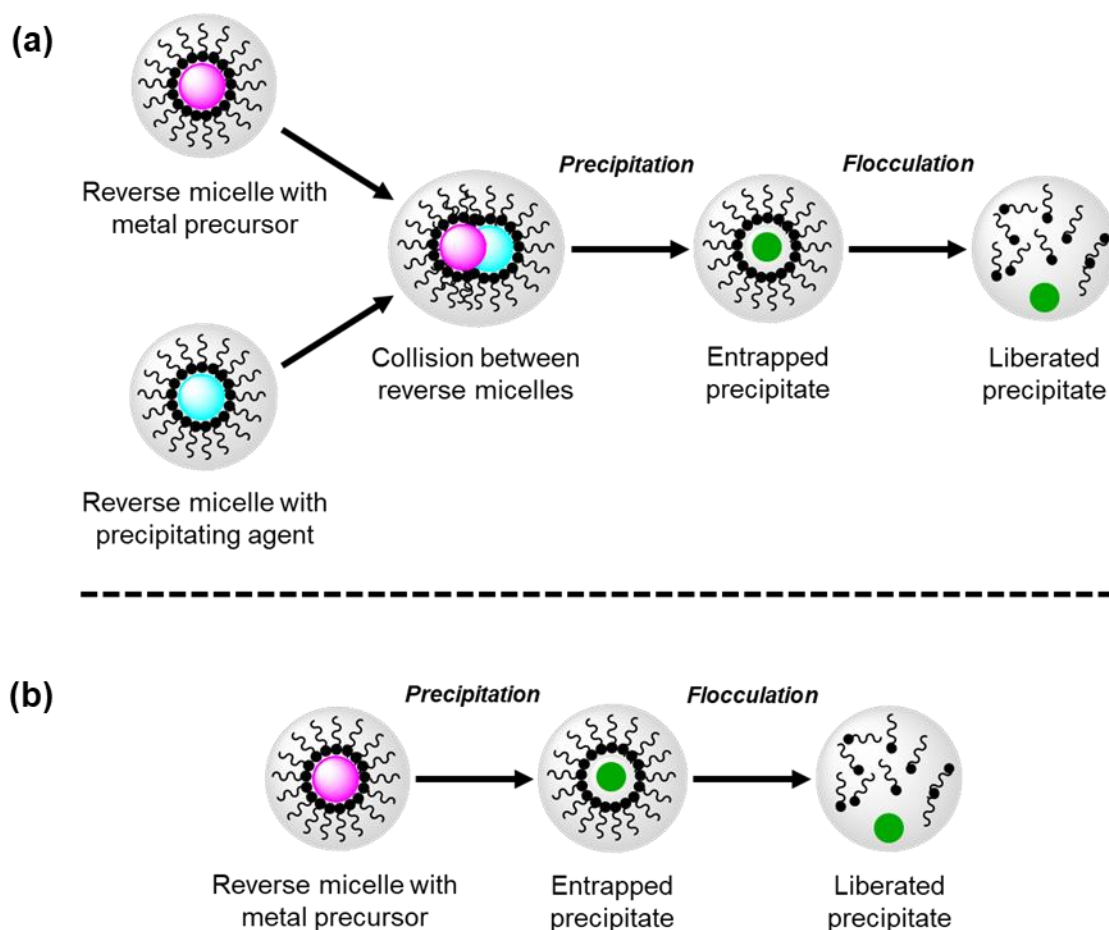 (a)
Reverse micelle with
metal precursor
Precipitation
Flocculation
Collision between
reverse micelles
Entrapped
precipitate
Liberated
precipitate
Reverse micelle with
precipitating agent
(b)
Precipitation
Flocculation
Reverse micelle with
metal precursor
Entrapped
precipitate
Liberated
precipitate